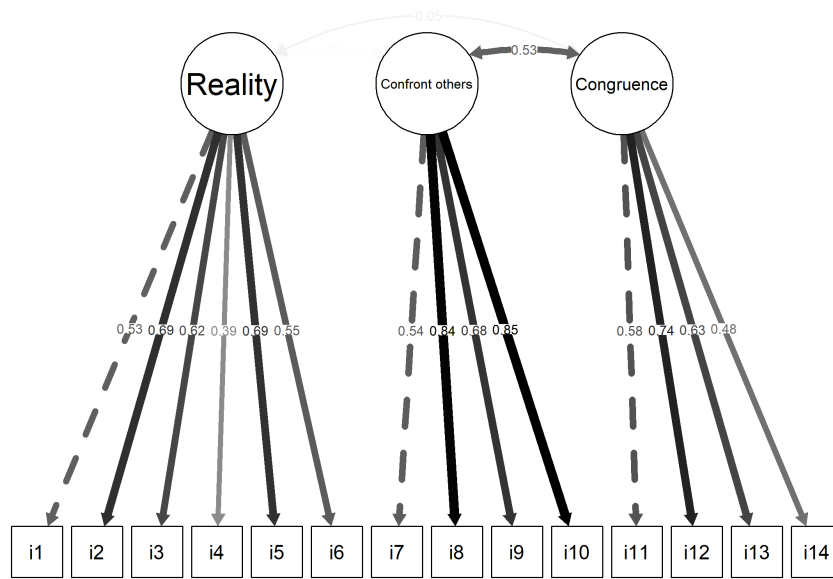 0.05
0.53
Reality
Confront others
Congruence
0.53 0.69 0.62 0.39 0.69 0.55 0.54 0.84 0.68 0.85 0.58 0.74 0.63 0.48
i1 i2 i3 i4 i5 i6 i7 i8 i9 i10 i11 i12 i13 i14